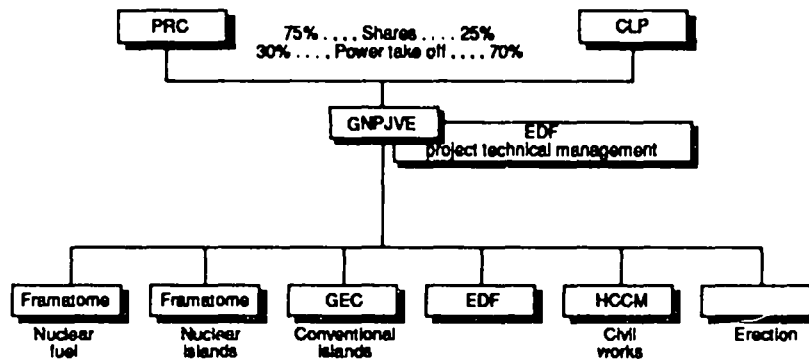 PRC
75% .... Shares .... 25%
CLP
30% .... Power take off .... 70%
GNPJVE
EDF
project technical management
Framatome
Framatome
GEC
EDF
HCCM
Nuclear
fuel
Nuclear
islands
Conventional
islands
Civil
works
Erection